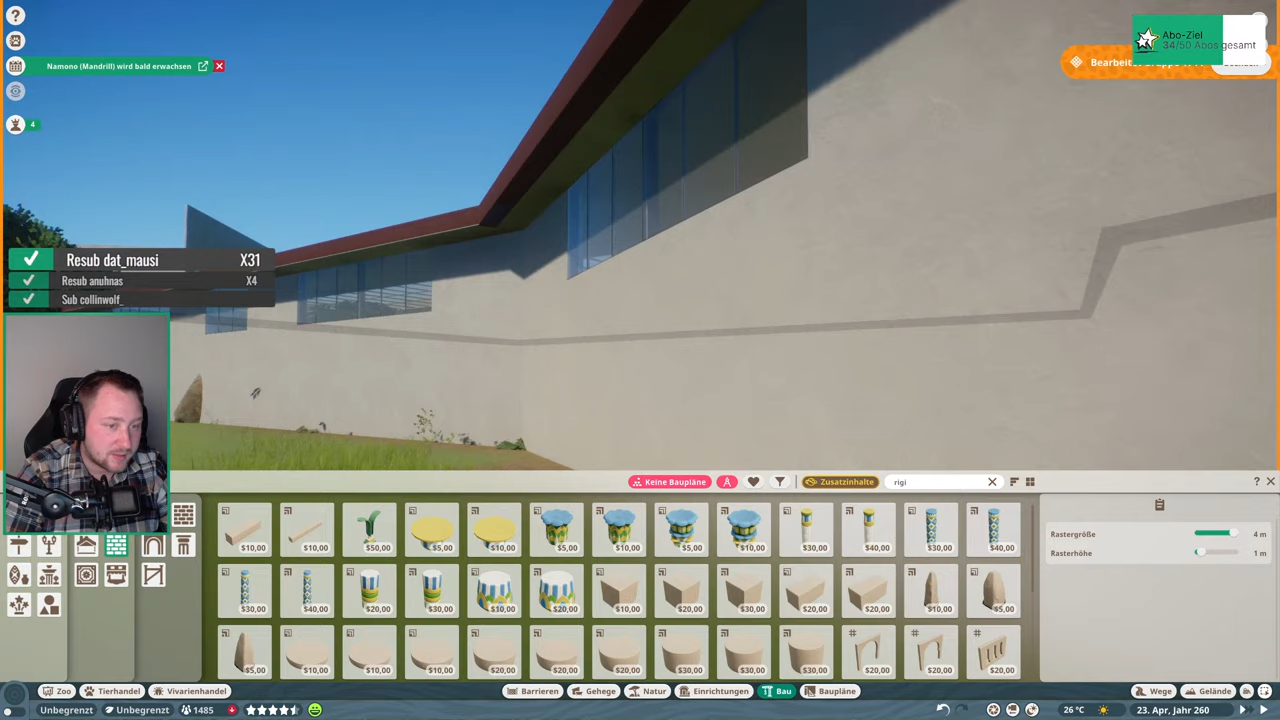 ?
Namono (Mandrill) wird bald erwachsen
4
Abo-Ziel
34/50 Abos gesamt
Resub dat_mausi X31
Resub anuhnas X4
Sub collinwolf_
Keine Baupläne
Zusatzinhalte
rigi
?
$10,00 $10,00 $50,00 $5,00 $10,00 $5,00 $10,00 $5,00 $10,00 $30,00 $40,00 $30,00 $40,00
$30,00 $40,00 $20,00 $30,00 $10,00 $20,00 $10,00 $20,00 $30,00 $20,00 $20,00 $10,00 $5,00
$5,00 $10,00 $10,00 $10,00 $20,00 $20,00 $20,00 $30,00 $30,00 $30,00 $20,00 $20,00 $20,00
Rastergröße 4 m
Rasterhöhe 1 m
Zoo Tierhandel Vivarienhandel Barrieren Gehege Natur Einrichtungen Bau Baupläne Wege Gelände
Unbegrenzt Unbegrenzt 1485 26 °C 23. Apr, Jahr 260